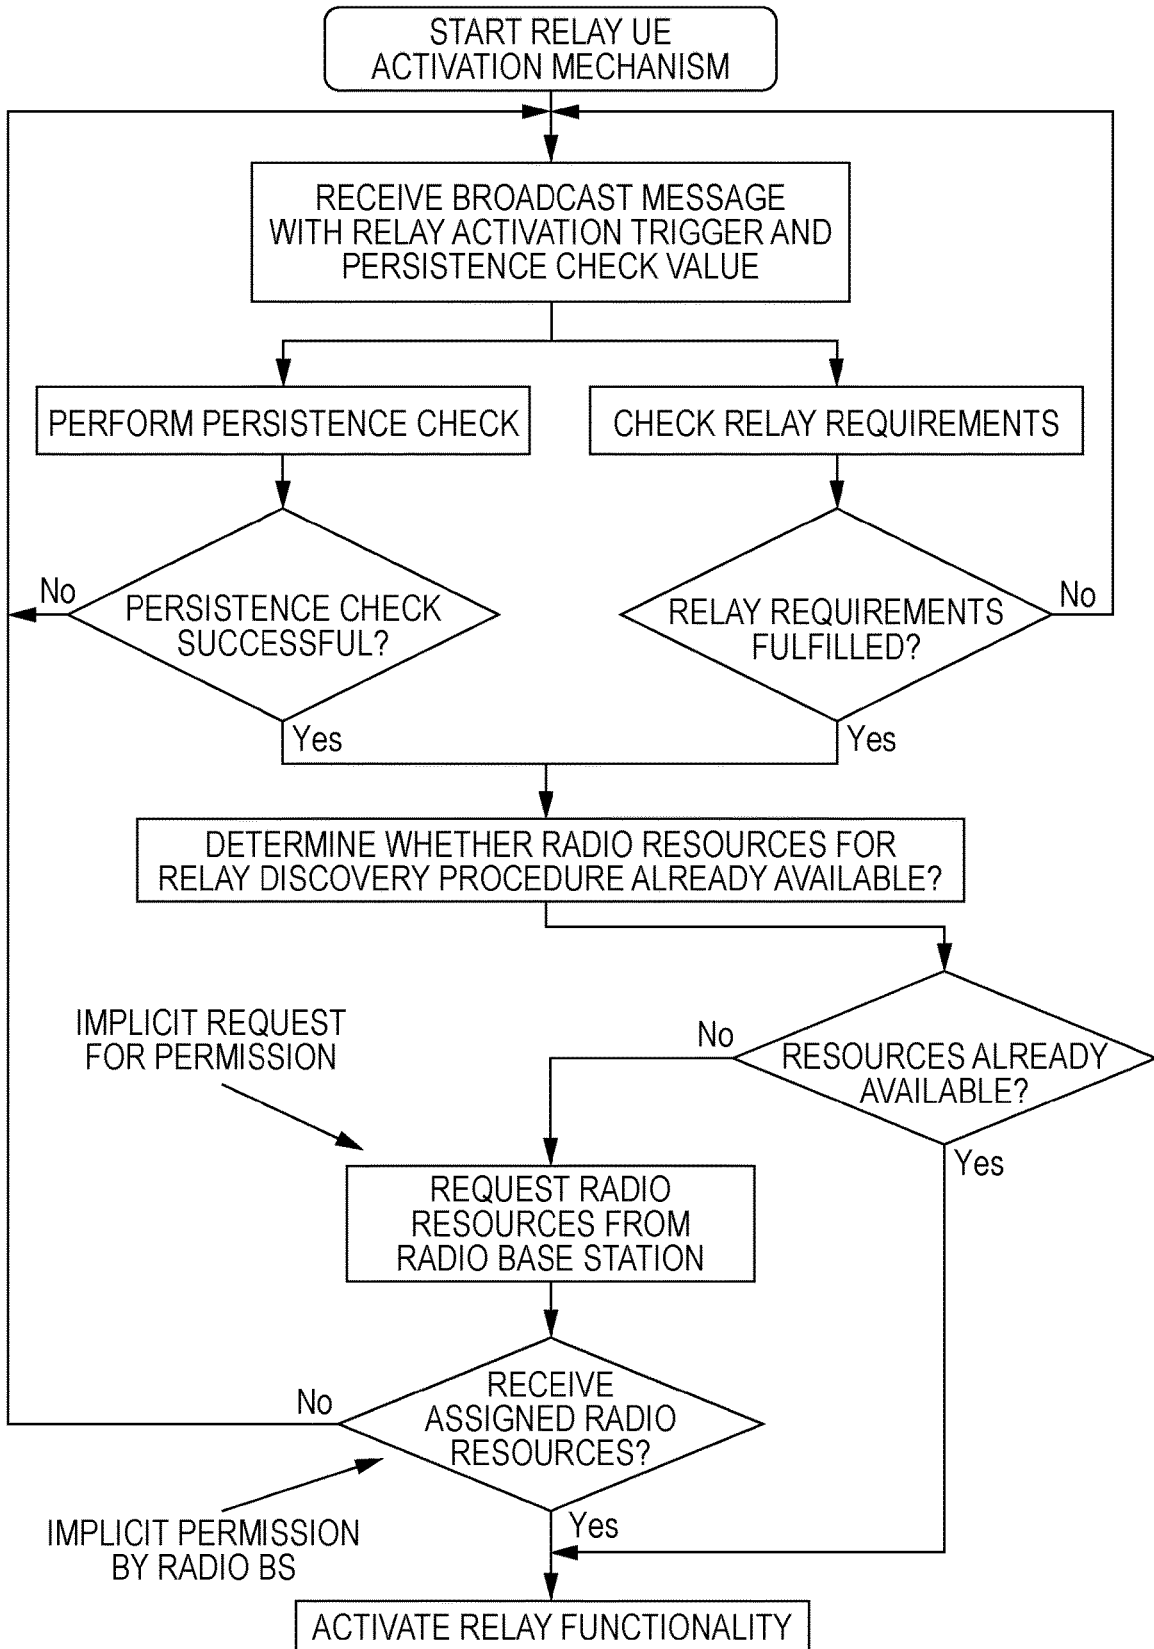 START RELAY UE
ACTIVATION MECHANISM
RECEIVE BROADCAST MESSAGE
WITH RELAY ACTIVATION TRIGGER AND
PERSISTENCE CHECK VALUE
PERFORM PERSISTENCE CHECK
CHECK RELAY REQUIREMENTS
No
PERSISTENCE CHECK
SUCCESSFUL?
RELAY REQUIREMENTS
FULFILLED?
No
Yes
Yes
DETERMINE WHETHER RADIO RESOURCES FOR
RELAY DISCOVERY PROCEDURE ALREADY AVAILABLE?
IMPLICIT REQUEST
FOR PERMISSION
No
RESOURCES ALREADY
AVAILABLE?
Yes
REQUEST RADIO
RESOURCES FROM
RADIO BASE STATION
No
RECEIVE
ASSIGNED RADIO
RESOURCES?
IMPLICIT PERMISSION
BY RADIO BS
Yes
ACTIVATE RELAY FUNCTIONALITY